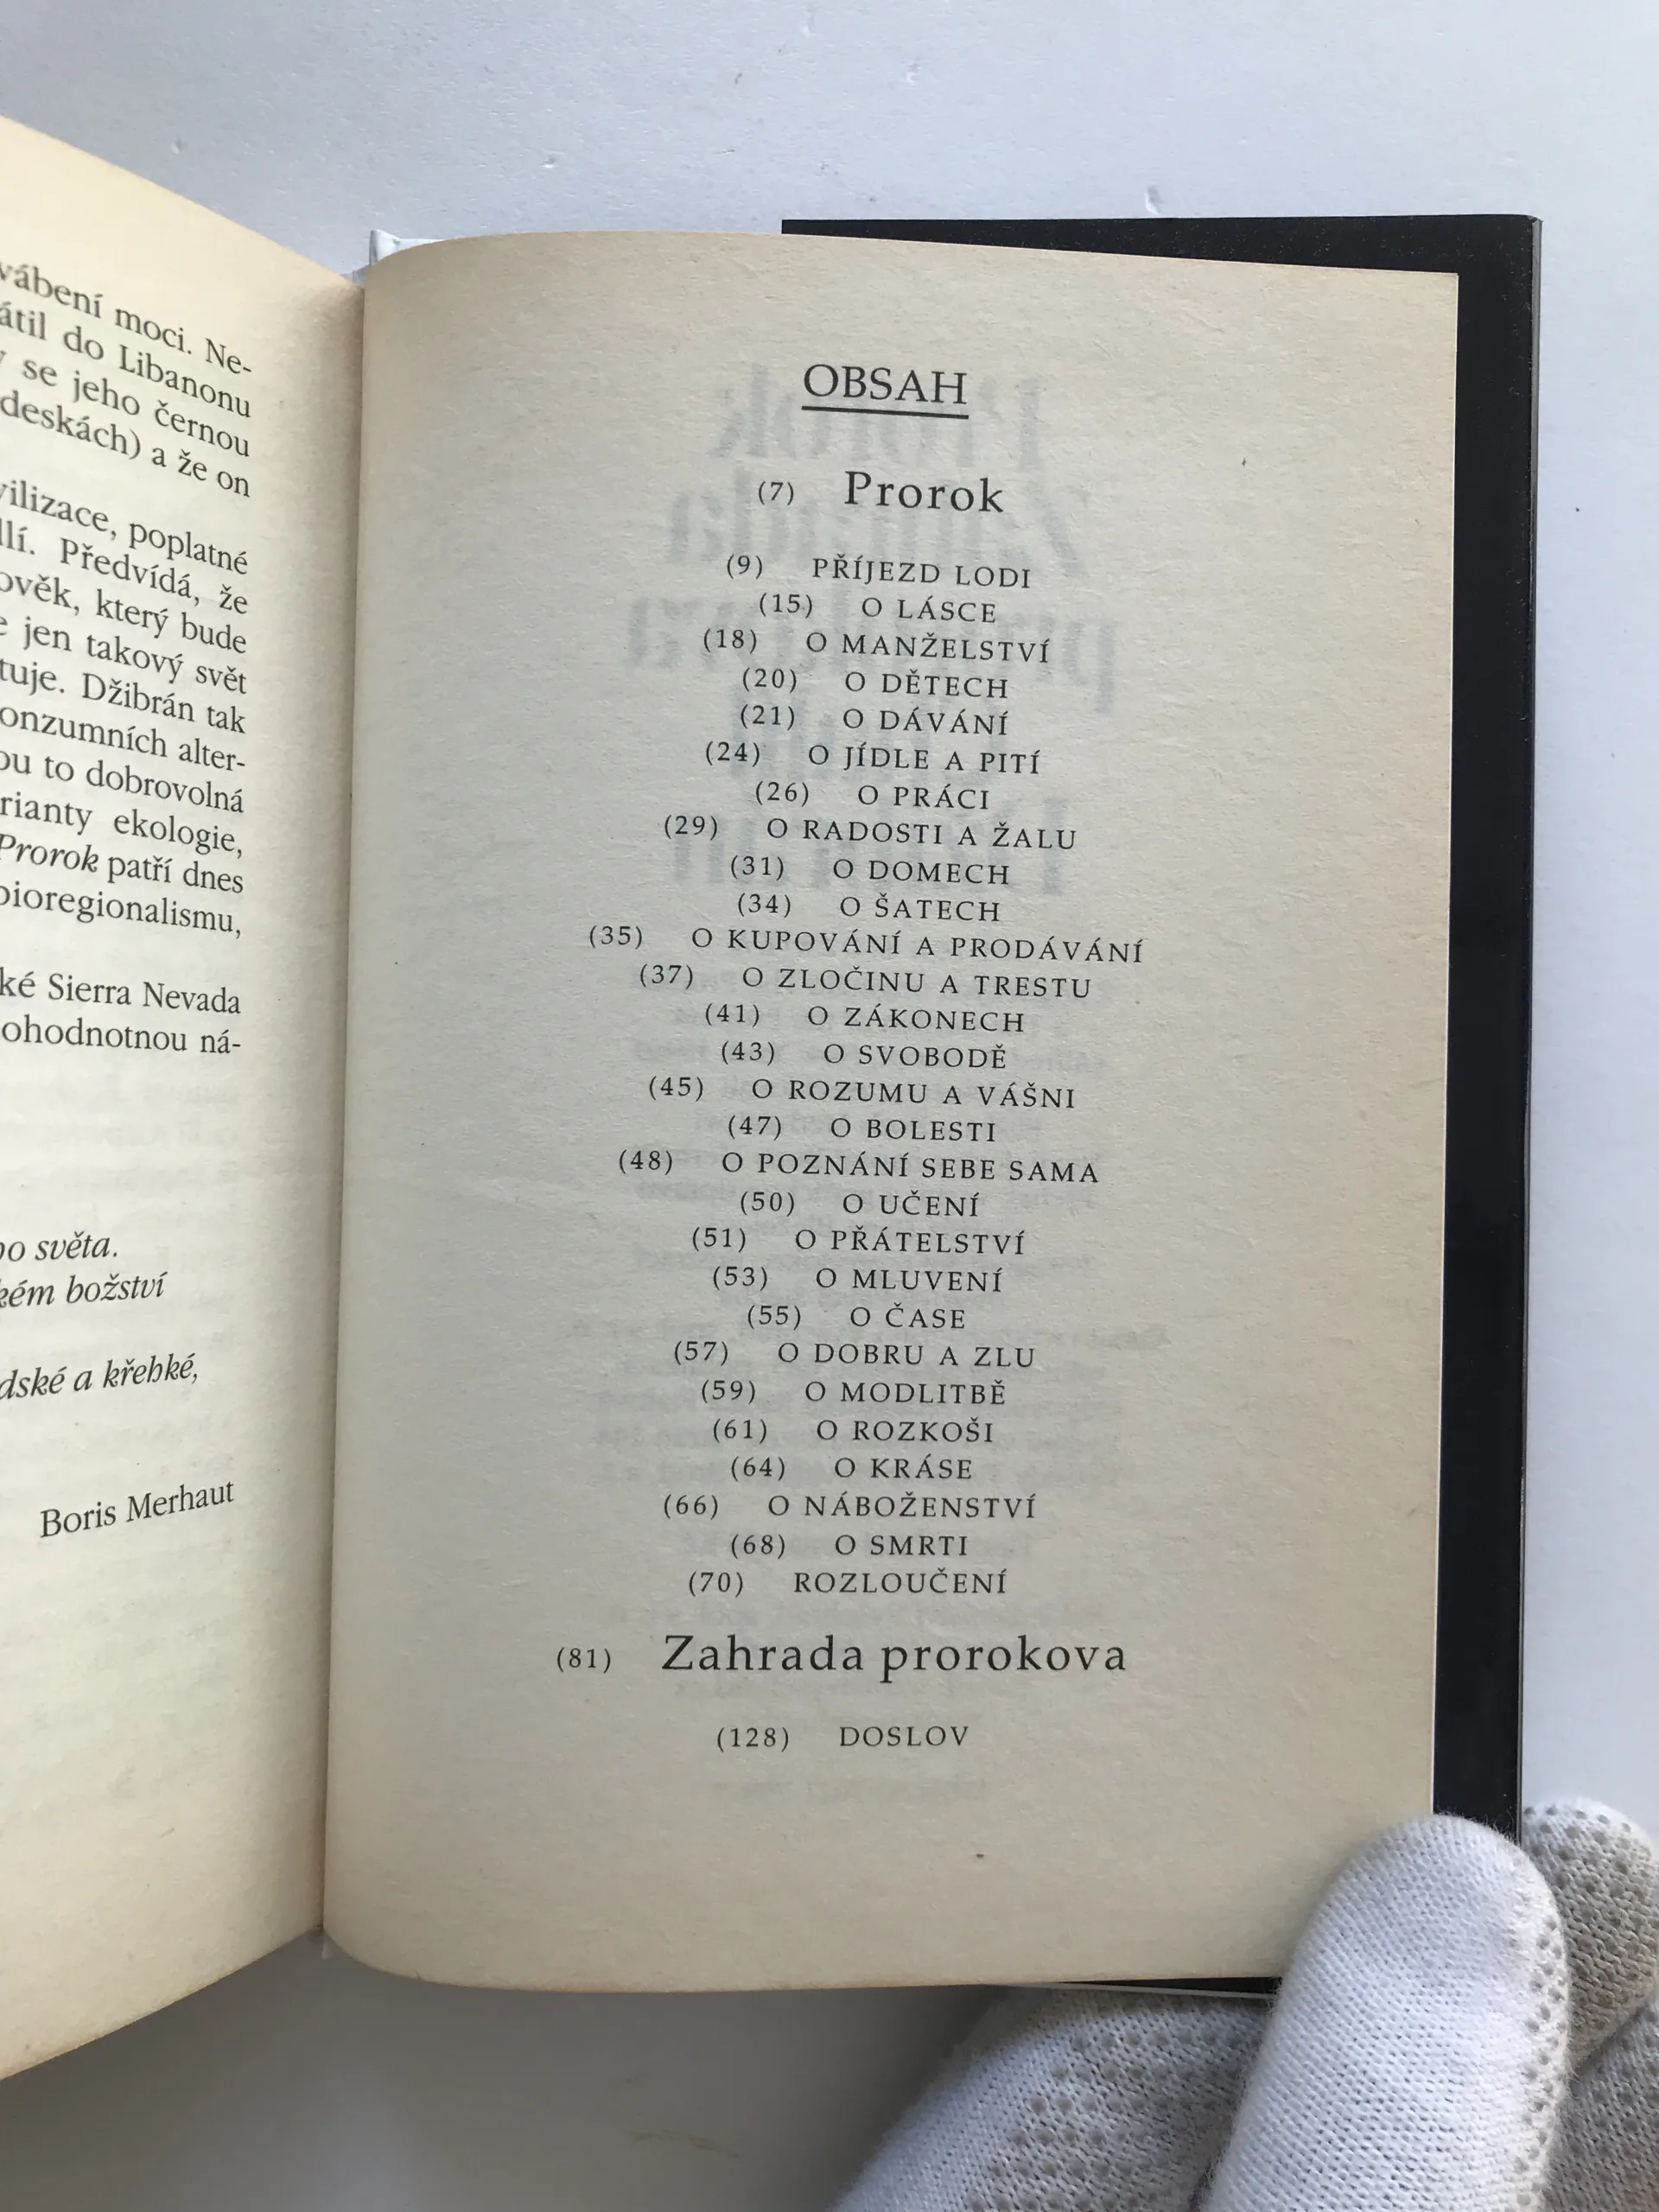 vábení moci. Ne-
átil do Libanonu
se jeho černou
deskách) a že on
vilizace, poplatné
Předvídá, že
ověk, který bude
jen takový svět
tuje. Džibrán tak
onzumních alter-
ou to dobrovolná
rianty ekologie,
Prorok patří dnes
bioregionalismu,
ké Sierra Nevada
ohodnotnou ná-
ho světa.
kém božství
dské a křehké,
Boris Merhaut
OBSAH
(7) Prorok
(9) PŘÍJEZD LODI
(15) O LÁSCE
(18) O MANŽELSTVÍ
(20) O DĚTECH
(21) O DÁVÁNÍ
(24) O JÍDLE A PITÍ
(26) O PRÁCI
(29) O RADOSTI A ŽALU
(31) O DOMECH
(34) O ŠATECH
(35) O KUPOVÁNÍ A PRODÁVÁNÍ
(37) O ZLOČINU A TRESTU
(41) O ZÁKONECH
(43) O SVOBODĚ
(45) O ROZUMU A VÁŠNI
(47) O BOLESTI
(48) O POZNÁNÍ SEBE SAMA
(50) O UČENÍ
(51) O PŘÁTELSTVÍ
(53) O MLUVENÍ
(55) O ČASE
(57) O DOBRU A ZLU
(59) O MODLITBĚ
(61) O ROZKOŠI
(64) O KRÁSE
(66) O NÁBOŽENSTVÍ
(68) O SMRTI
(70) ROZLOUČENÍ
(81) Zahrada prorokova
(128) DOSLOV